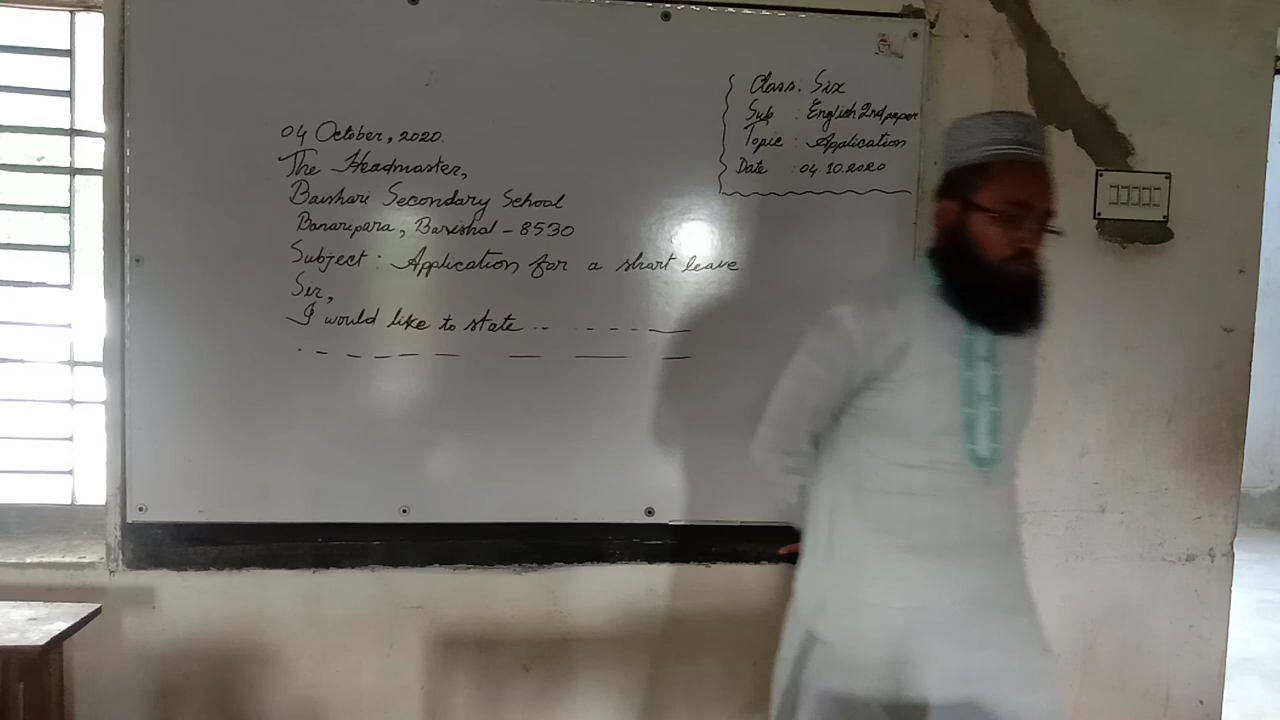 04 October, 2020.
The Headmaster,
Baishari Secondary School
Banaripara, Barishal - 8530
Subject : Application for a short leave
Sir,
I would like to state
Class : Six
Sub : English 2nd paper
Topic : Application
Date : 04.10.2020